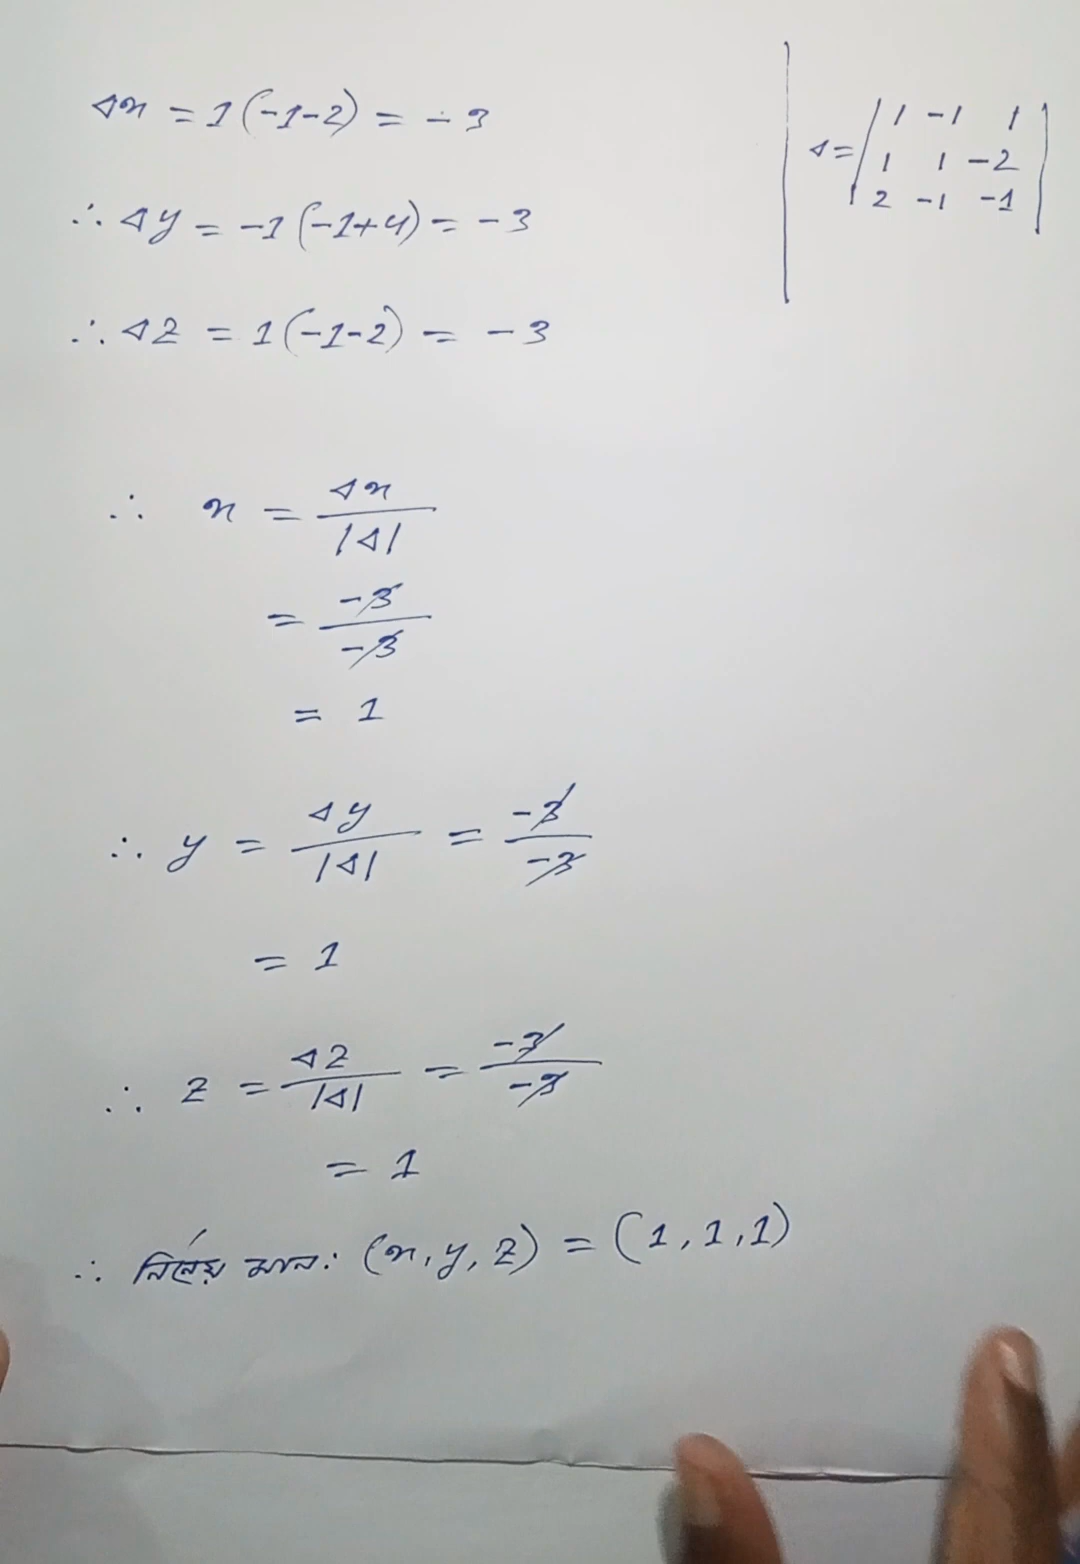 Δx = 1(-1-2) = -3
∴ Δy = -1(-1+4) = -3
∴ Δz = 1(-1-2) = -3
Δ = | 1 -1 1
1 1 -2
2 -1 -1 |
∴ x = Δx / |Δ|
= -3 / -3
= 1
∴ y = Δy / |Δ| = -3 / -3
= 1
∴ z = Δz / |Δ| = -3 / -3
= 1
∴ নির্নেয় মান: (x, y, z) = (1, 1, 1)